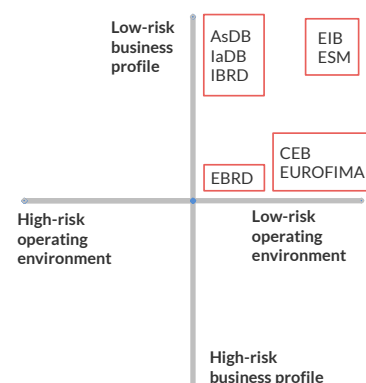 Low-risk
business
profile
AsDB
IaDB
IBRD
EIB
ESM
CEB
EUROFIMA
EBRD
High-risk
operating
environment
Low-risk
operating
environment
High-risk
business profile